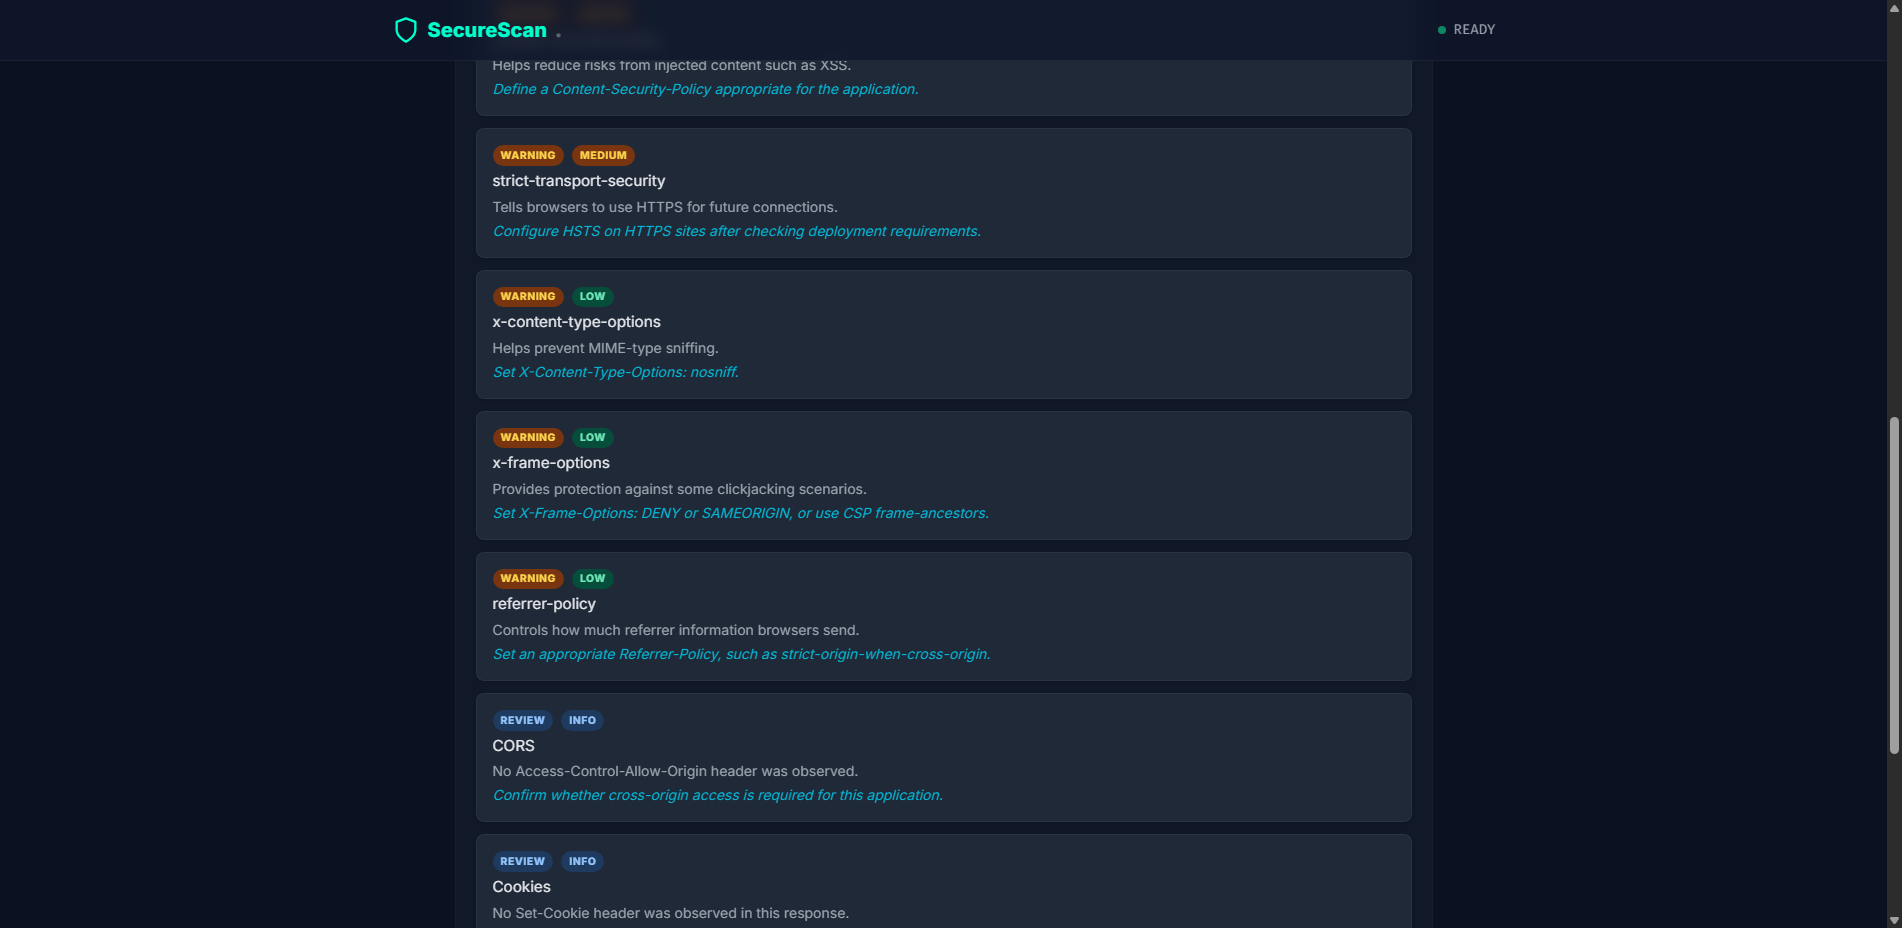 SecureScan .
READY
Helps reduce risks from injected content such as XSS.
Define a Content-Security-Policy appropriate for the application.
WARNING MEDIUM
strict-transport-security
Tells browsers to use HTTPS for future connections.
Configure HSTS on HTTPS sites after checking deployment requirements.
WARNING LOW
x-content-type-options
Helps prevent MIME-type sniffing.
Set X-Content-Type-Options: nosniff.
WARNING LOW
x-frame-options
Provides protection against some clickjacking scenarios.
Set X-Frame-Options: DENY or SAMEORIGIN, or use CSP frame-ancestors.
WARNING LOW
referrer-policy
Controls how much referrer information browsers send.
Set an appropriate Referrer-Policy, such as strict-origin-when-cross-origin.
REVIEW INFO
CORS
No Access-Control-Allow-Origin header was observed.
Confirm whether cross-origin access is required for this application.
REVIEW INFO
Cookies
No Set-Cookie header was observed in this response.